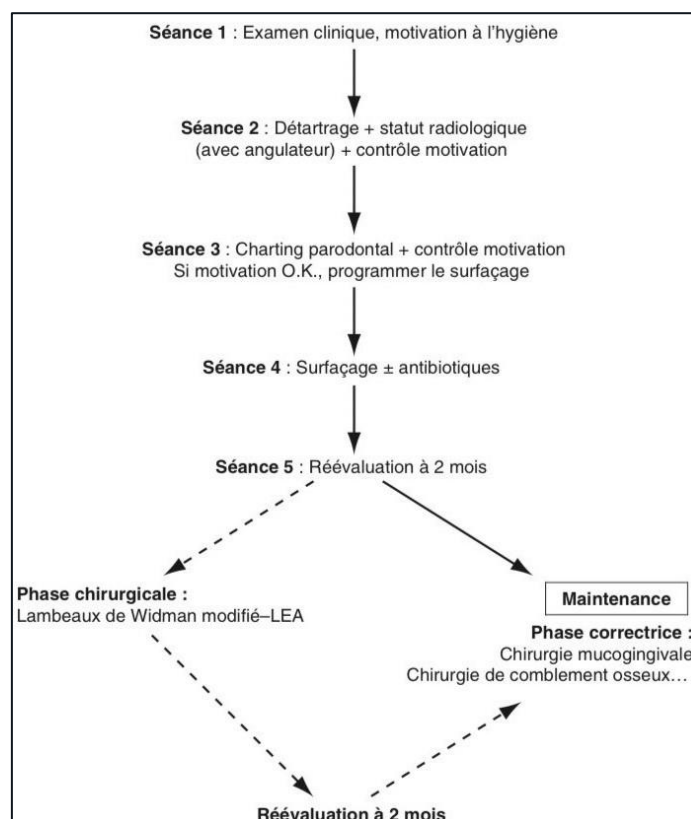 Séance 1 : Examen clinique, motivation à l'hygiène
Séance 2 : Détartrage + statut radiologique
(avec angulateur) + contrôle motivation
Séance 3 : Charting parodontal + contrôle motivation
Si motivation O.K., programmer le surfaçage
Séance 4 : Surfaçage ± antibiotiques
Séance 5 : Réévaluation à 2 mois
Phase chirurgicale :
Lambeaux de Widman modifié–LEA
Maintenance
Phase correctrice :
Chirurgie mucogingivale
Chirurgie de comblement osseux…
Réévaluation à 2 mois